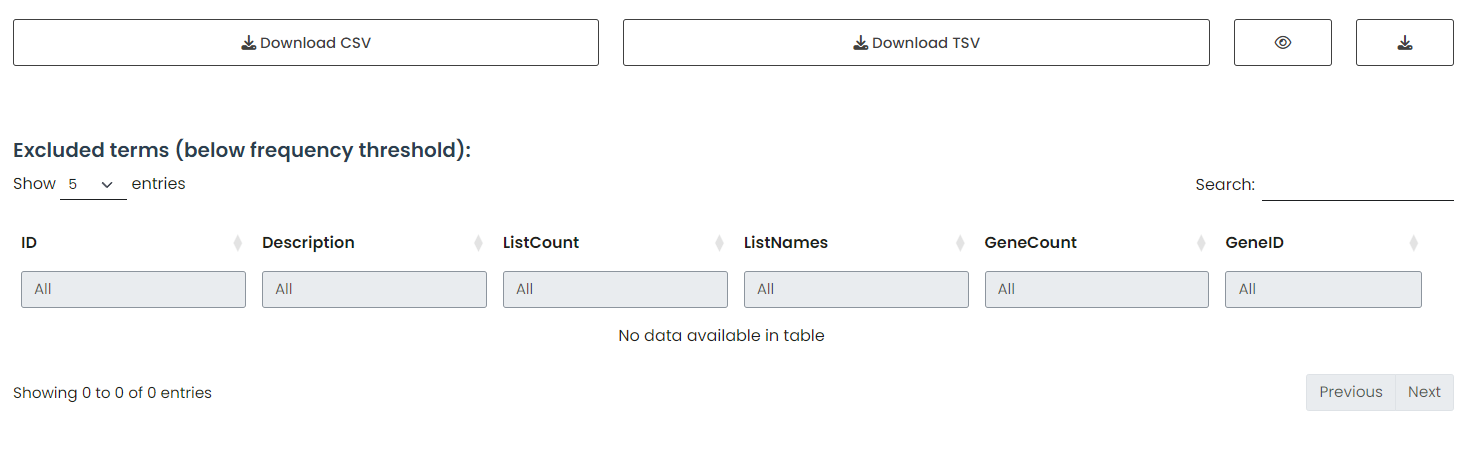 Download CSV
Download TSV
Excluded terms (below frequency threshold):
Show 5 entries
Search:
ID Description ListCount ListNames GeneCount GeneID
All All All All All All
No data available in table
Showing 0 to 0 of 0 entries
Previous Next